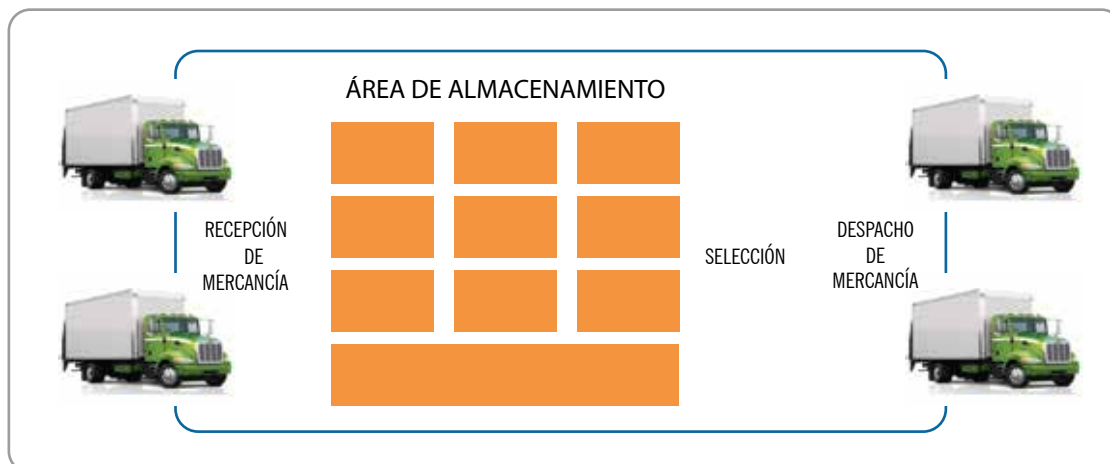 ÁREA DE ALMACENAMIENTO
RECEPCIÓN
DE
MERCANCÍA
SELECCIÓN
DESPACHO
DE
MERCANCÍA